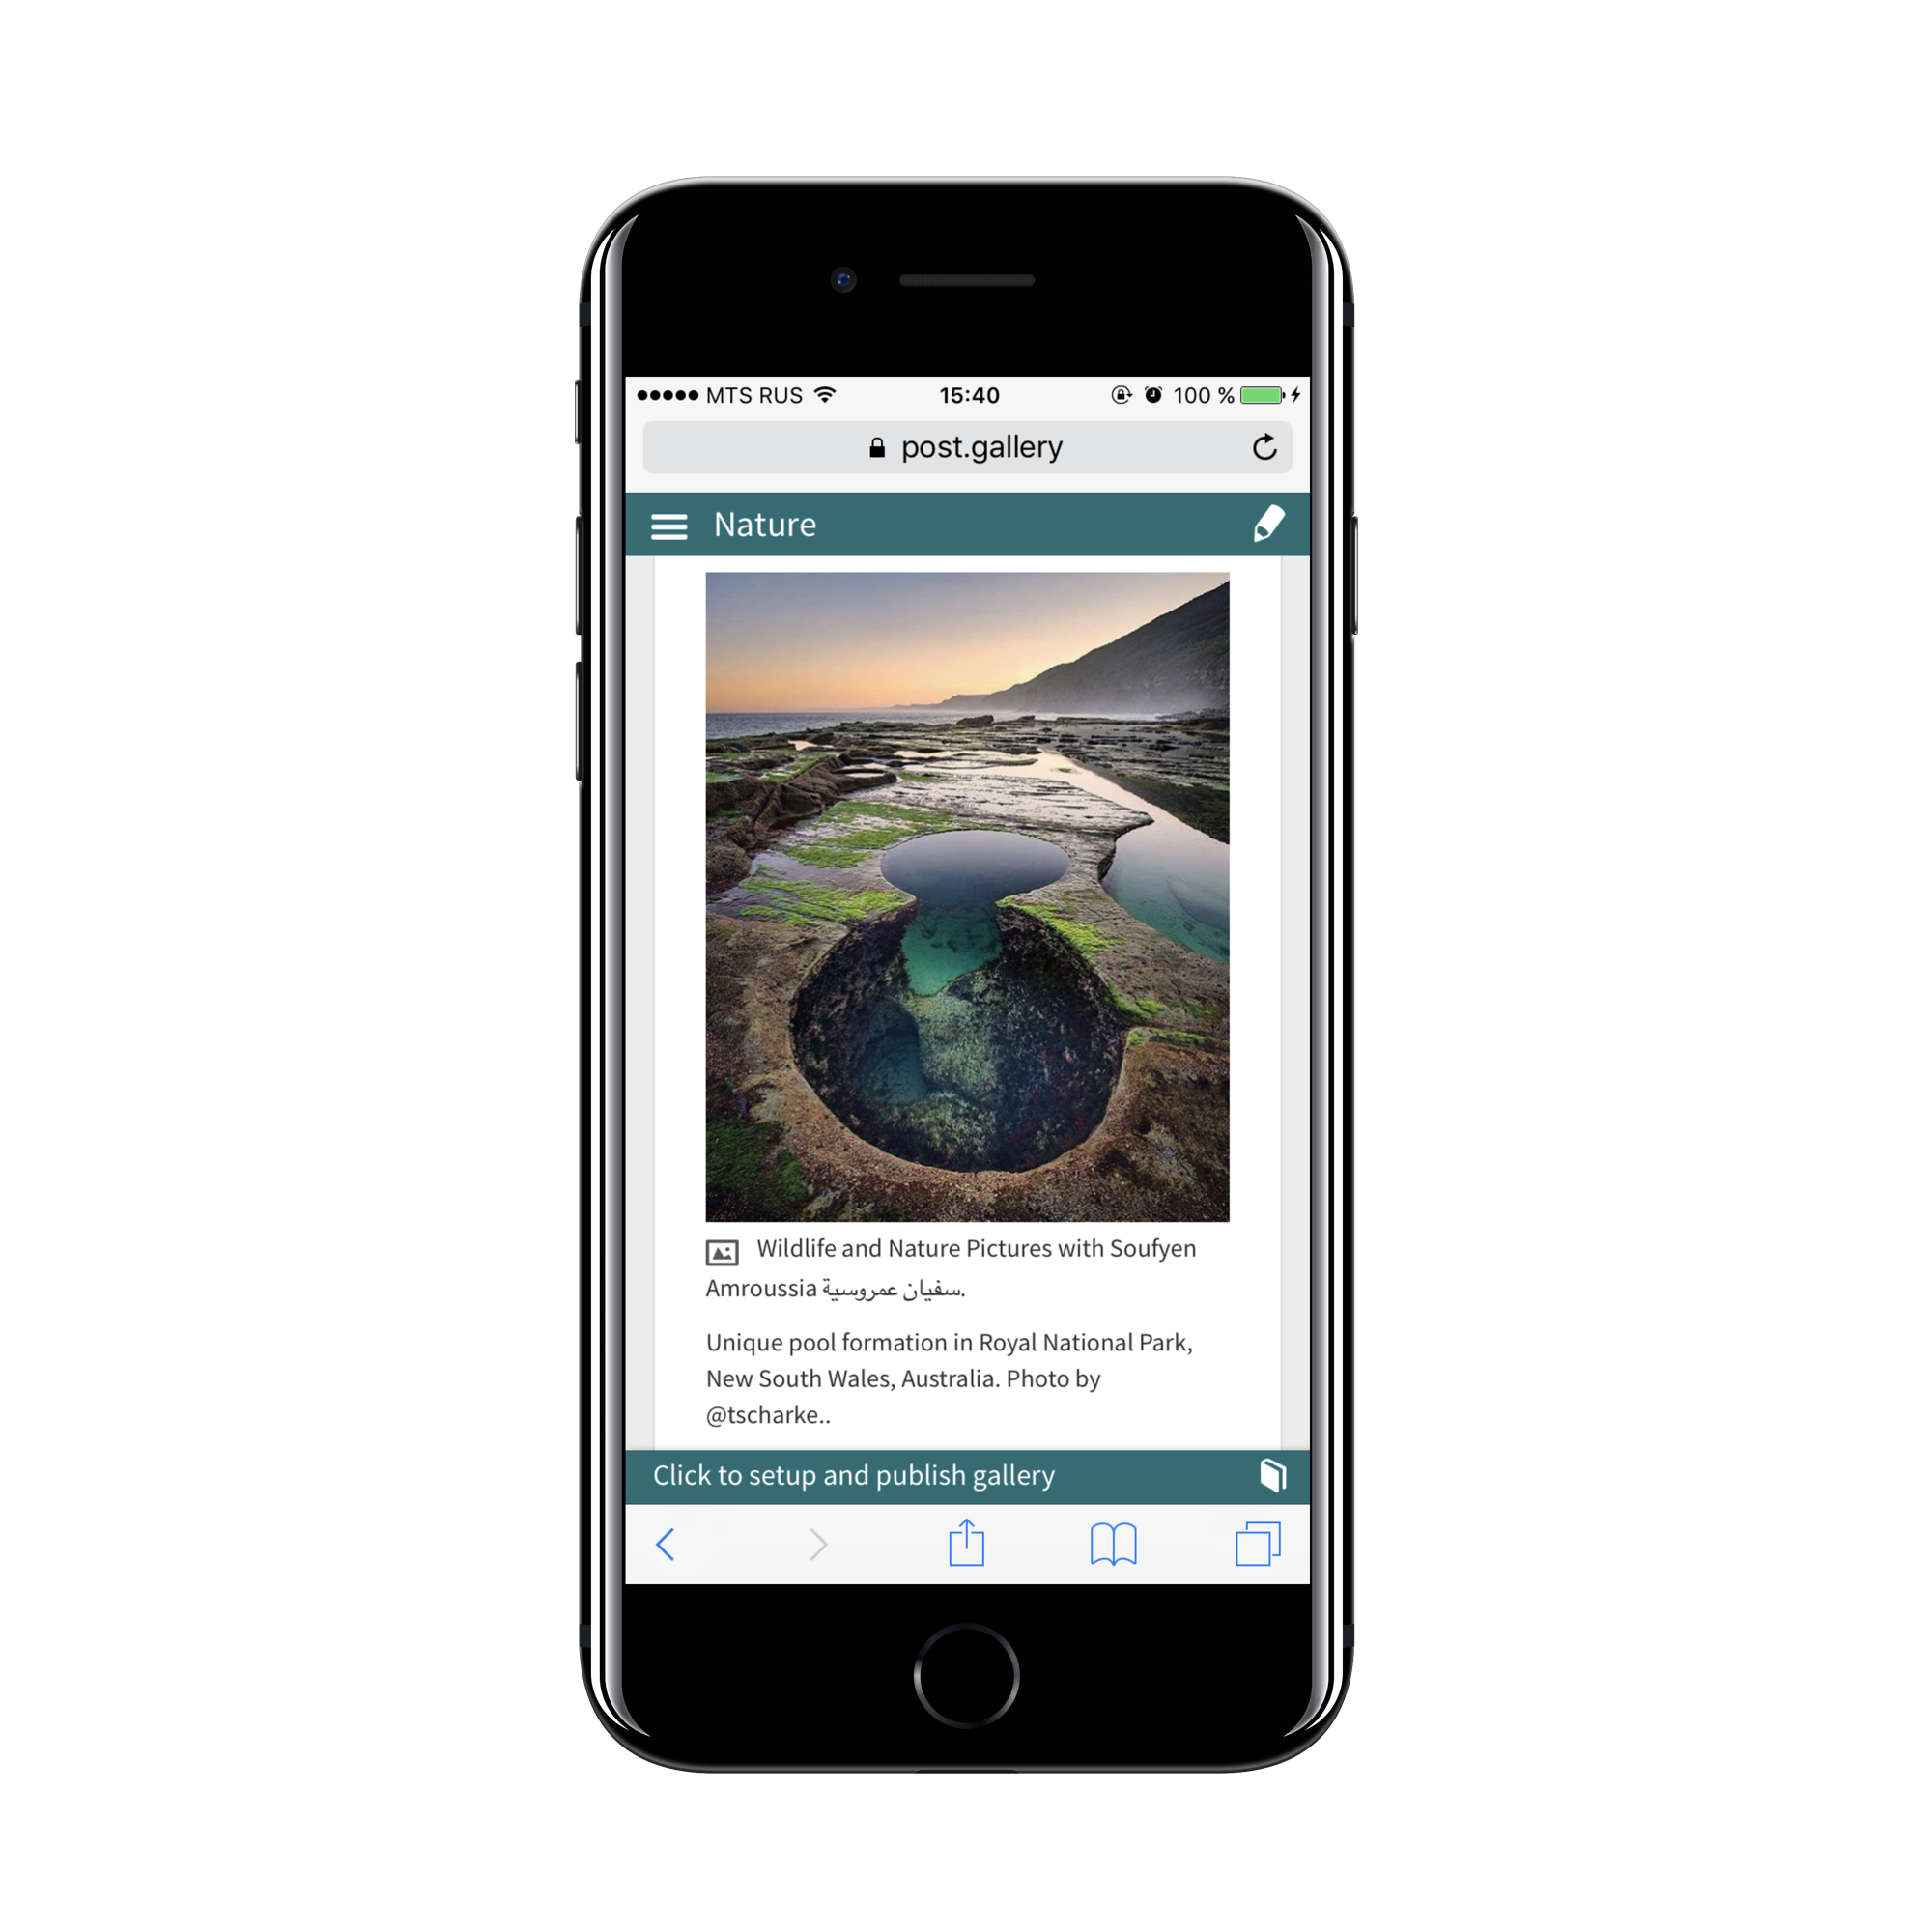 MTS RUS 15:40 100 %
post.gallery
Nature
Wildlife and Nature Pictures with Soufyen
Amroussia سفيان عمروسية.
Unique pool formation in Royal National Park,
New South Wales, Australia. Photo by
@tscharke..
Click to setup and publish gallery